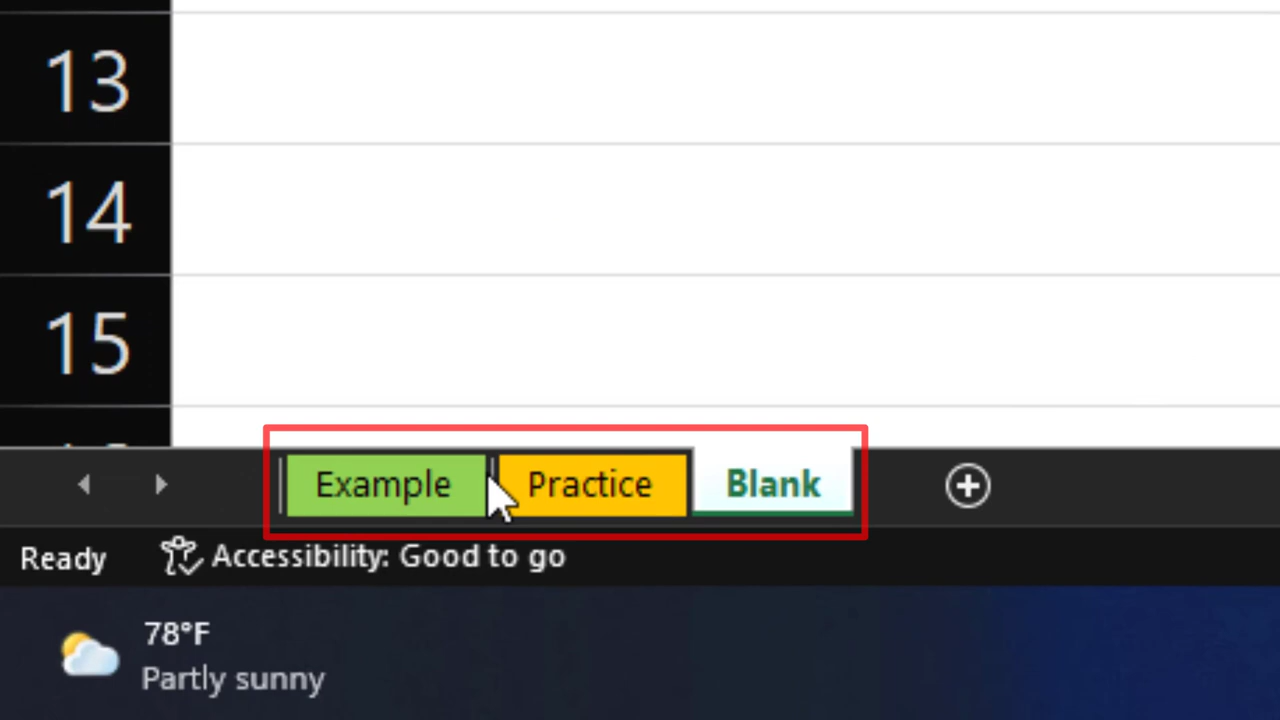 13
14
15
Example Practice Blank
Ready Accessibility: Good to go
78°F
Partly sunny